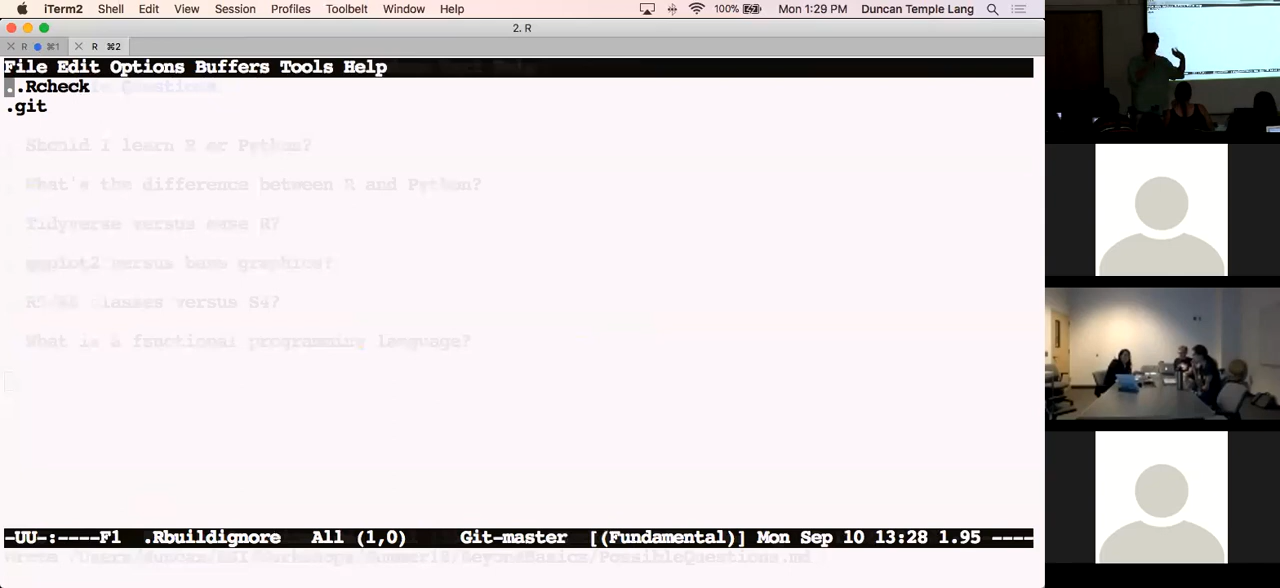 iTerm2 Shell Edit View Session Profiles Toolbelt Window Help 100% Mon 1:29 PM Duncan Temple Lang
2. R
R ⌘1 R ⌘2
File Edit Options Buffers Tools Help
..Rcheck
.git
Should I learn R or Python?
What's the difference between R and Python?
Tidyverse versus base R?
ggplot2 versus base graphics?
classes versus S4?
What is a functional programming language?
-UU-:----F1 .Rbuildignore All (1,0) Git-master [(Fundamental)] Mon Sep 10 13:28 1.95 ----